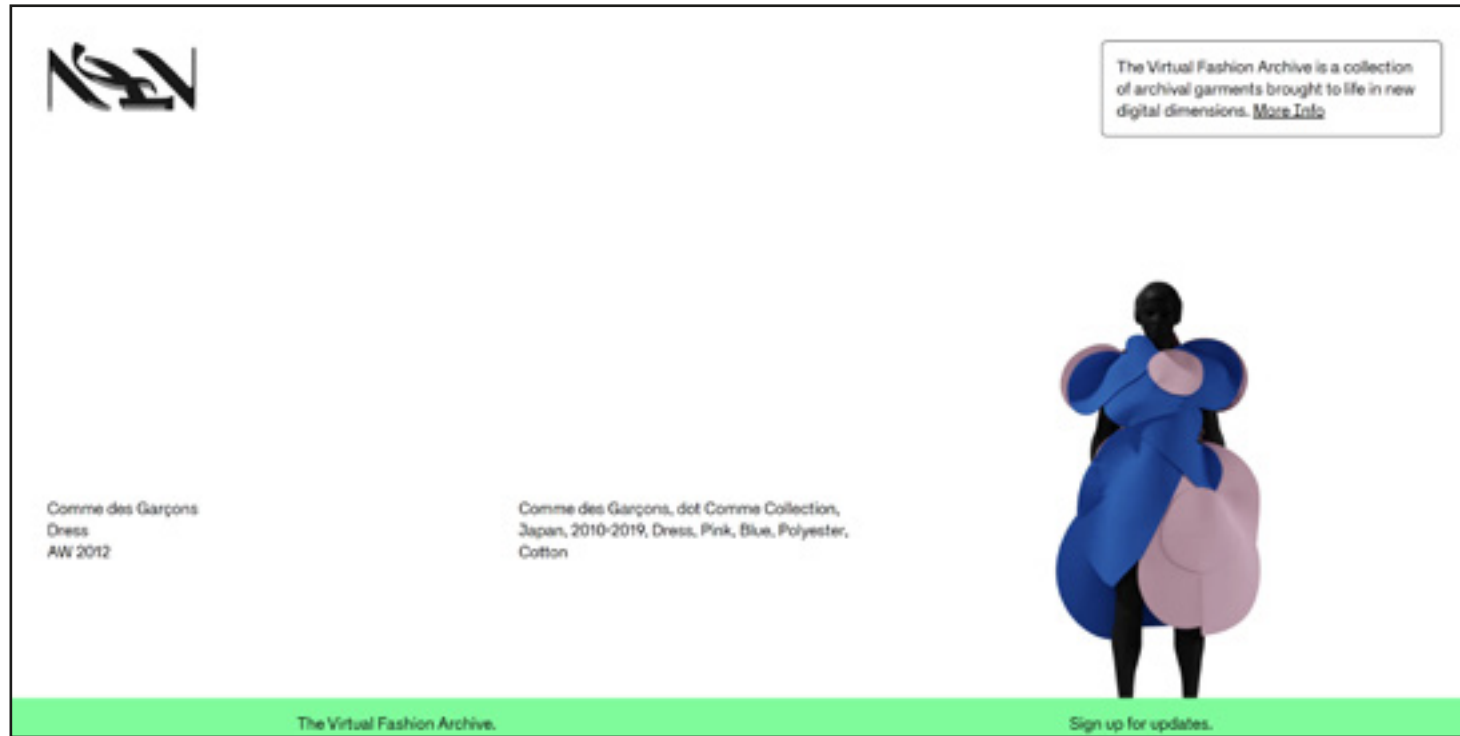 The Virtual Fashion Archive is a collection
of archival garments brought to life in new
digital dimensions. More Info
Comme des Garçons
Dress
AW 2012
Comme des Garçons, dot Comme Collection,
Japan, 2010-2019, Dress, Pink, Blue, Polyester,
Cotton
The Virtual Fashion Archive.
Sign up for updates.